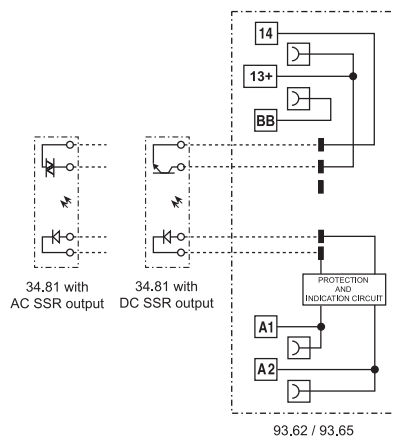 14
13+
BB
34.81 with
AC SSR output
34.81 with
DC SSR output
PROTECTION
AND
INDICATION CIRCUIT
A1
A2
93.62 / 93.65